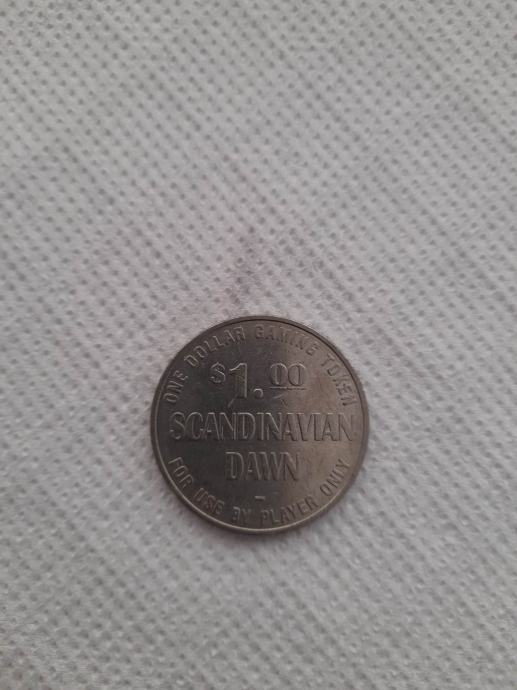 ONE DOLLAR GAMING TOKEN
$1.00
SCANDINAVIAN
DAWN
FOR USE BY PLAYER ONLY